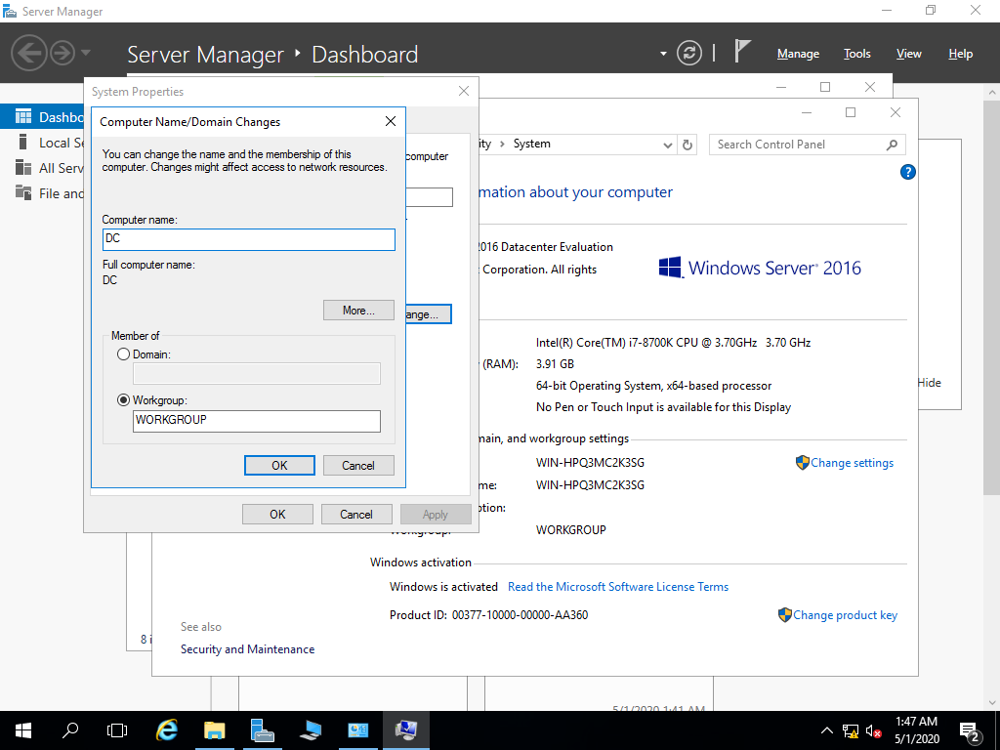 Server Manager
Server Manager
Dashboard
Manage
Tools
View
Help
Dashbo
Local Se
All Serv
File and
System Properties
computer
ange...
OK
Cancel
Apply
Computer Name/Domain Changes
You can change the name and the membership of this
computer. Changes might affect access to network resources.
Computer name:
DC
Full computer name:
DC
More...
Member of
Domain:
Workgroup:
WORKGROUP
OK
Cancel
ity
System
Search Control Panel
mation about your computer
2016 Datacenter Evaluation
Corporation. All rights
Windows Server® 2016
Intel(R) Core(TM) i7-8700K CPU @ 3.70GHz 3.70 GHz
(RAM): 3.91 GB
64-bit Operating System, x64-based processor
No Pen or Touch Input is available for this Display
main, and workgroup settings
WIN-HPQ3MC2K3SG
Change settings
me: WIN-HPQ3MC2K3SG
ption:
Workgroup: WORKGROUP
Windows activation
Windows is activated Read the Microsoft Software License Terms
Product ID: 00377-10000-00000-AA360
Change product key
See also
Security and Maintenance
Hide
8 i
5/1/2020 1:41 AM
1:47 AM
5/1/2020
2